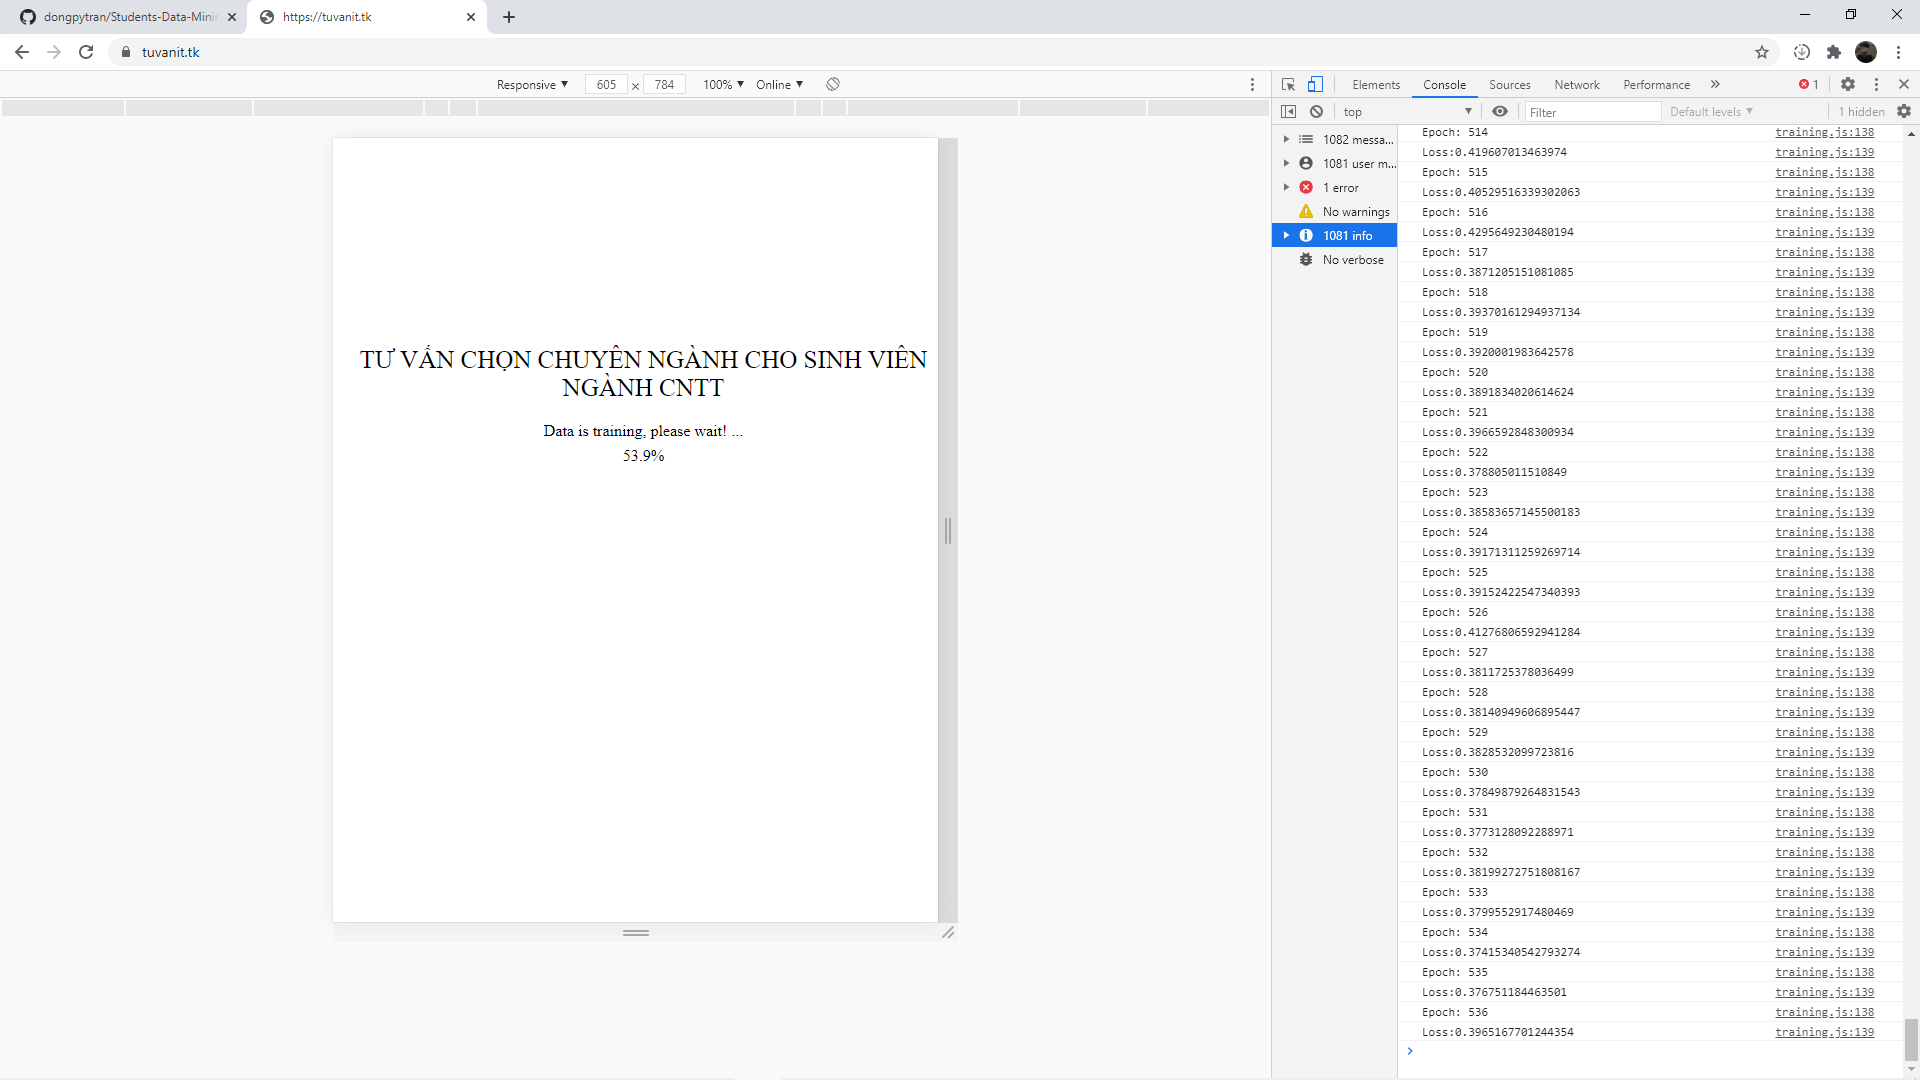 dongpytran/Students-Data-Minin
https://tuvanit.tk
tuvanit.tk
Responsive
605
x
784
100%
Online
Elements
Console
Sources
Network
Performance
1
top
Filter
Default levels
1 hidden
1082 messa...
1081 user m...
1 error
No warnings
1081 info
No verbose
TƯ VẤN CHỌN CHUYÊN NGÀNH CHO SINH VIÊN
NGÀNH CNTT
Data is training, please wait! ...
53.9%
Epoch: 514 training.js:138
Loss:0.419607013463974 training.js:139
Epoch: 515 training.js:138
Loss:0.40529516339302063 training.js:139
Epoch: 516 training.js:138
Loss:0.4295649230480194 training.js:139
Epoch: 517 training.js:138
Loss:0.3871205151081085 training.js:139
Epoch: 518 training.js:138
Loss:0.39370161294937134 training.js:139
Epoch: 519 training.js:138
Loss:0.3920001983642578 training.js:139
Epoch: 520 training.js:138
Loss:0.3891834020614624 training.js:139
Epoch: 521 training.js:138
Loss:0.3966592848300934 training.js:139
Epoch: 522 training.js:138
Loss:0.378805011510849 training.js:139
Epoch: 523 training.js:138
Loss:0.38583657145500183 training.js:139
Epoch: 524 training.js:138
Loss:0.39171311259269714 training.js:139
Epoch: 525 training.js:138
Loss:0.39152422547340393 training.js:139
Epoch: 526 training.js:138
Loss:0.41276806592941284 training.js:139
Epoch: 527 training.js:138
Loss:0.3811725378036499 training.js:139
Epoch: 528 training.js:138
Loss:0.38140949606895447 training.js:139
Epoch: 529 training.js:138
Loss:0.3828532099723816 training.js:139
Epoch: 530 training.js:138
Loss:0.37849879264831543 training.js:139
Epoch: 531 training.js:138
Loss:0.3773128092288971 training.js:139
Epoch: 532 training.js:138
Loss:0.38199272751808167 training.js:139
Epoch: 533 training.js:138
Loss:0.3799552917480469 training.js:139
Epoch: 534 training.js:138
Loss:0.37415340542793274 training.js:139
Epoch: 535 training.js:138
Loss:0.376751184463501 training.js:139
Epoch: 536 training.js:138
Loss:0.3965167701244354 training.js:139